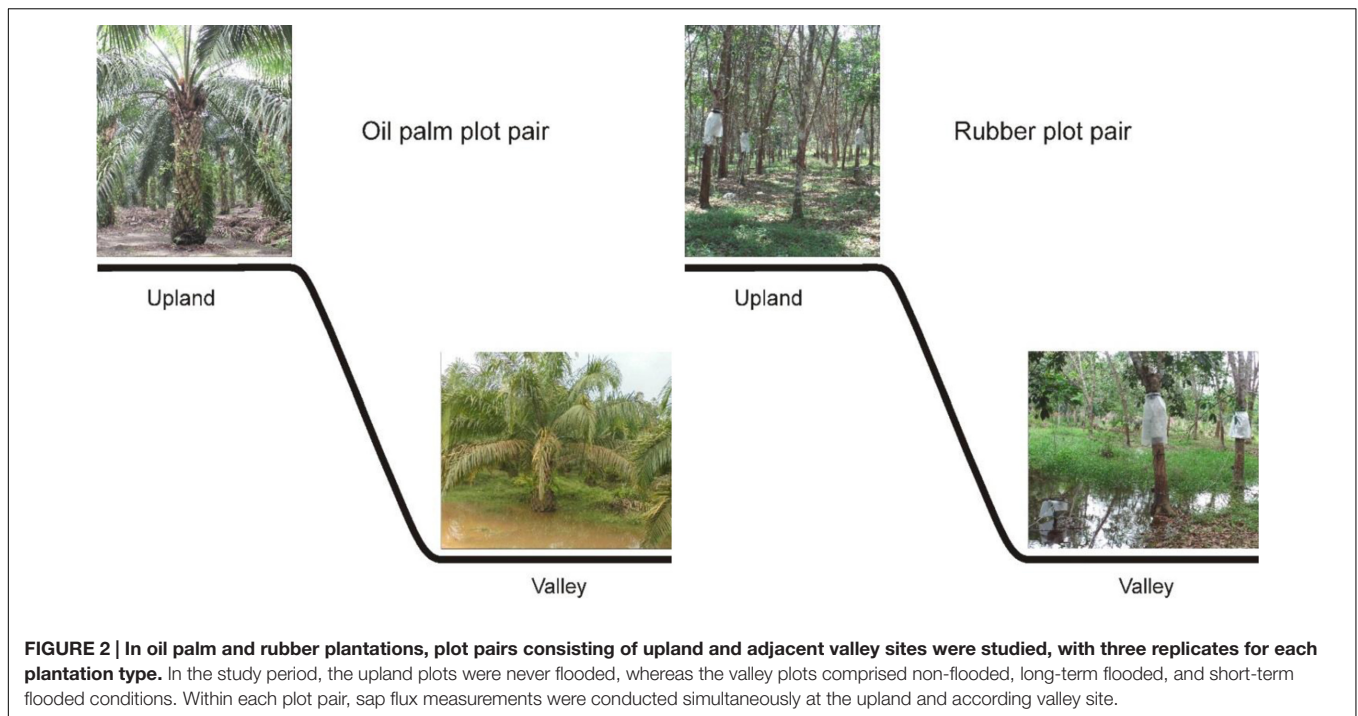 Oil palm plot pair
Rubber plot pair
Upland
Upland
Valley
Valley
FIGURE 2 | In oil palm and rubber plantations, plot pairs consisting of upland and adjacent valley sites were studied, with three replicates for each
plantation type. In the study period, the upland plots were never flooded, whereas the valley plots comprised non-flooded, long-term flooded, and short-term
flooded conditions. Within each plot pair, sap flux measurements were conducted simultaneously at the upland and according valley site.